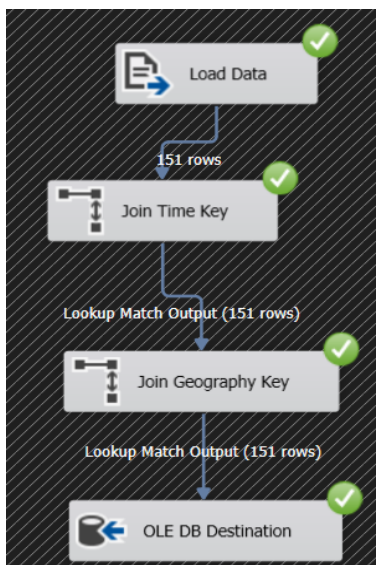 Load Data
151 rows
Join Time Key
Lookup Match Output (151 rows)
Join Geography Key
Lookup Match Output (151 rows)
OLE DB Destination